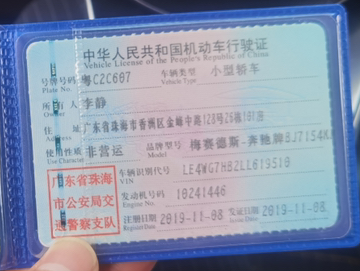 中华人民共和国机动车行驶证
Vehicle License of the People's Republic of China
号牌号码 粤C2C607 车辆类型 小型轿车
Plate No. Vehicle Type
所有人 李静
Owner
住址 广东省珠海市香洲区金峰中路128号26栋101房
Address
使用性质 非营运 品牌型号 梅赛德斯-奔驰牌BJ7154
Use Character Model
广东省珠海
市公安局交
通警察支队
车辆识别代号
VIN
发动机号码 18241446
Engine No.
注册日期 2019-11-08 发证日期 2019-11-08
Register Date Issue Date